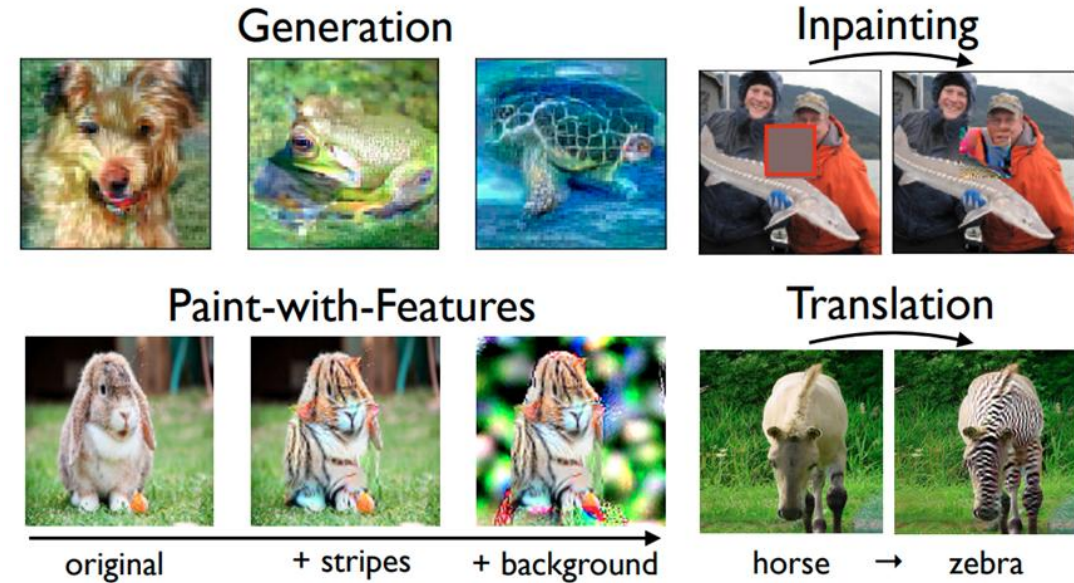 Generation
Inpainting
Paint-with-Features
Translation
original
+ stripes
+ background
horse → zebra